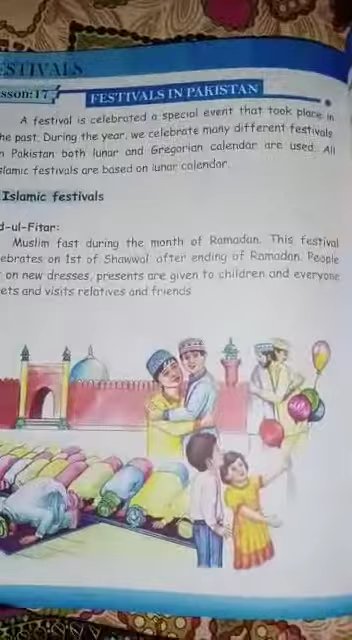 ESTIVALS
sson:17
FESTIVALS IN PAKISTAN
A festival is celebrated a special event that took place in
he past. During the year, we celebrate many different festivals
n Pakistan both lunar and Gregorian calendar are used. All
slamic festivals are based on lunar calendar.
Islamic festivals
d-ul-Fitar:
Muslim fast during the month of Ramadan. This festival
ebrates on 1st of Shawwal after ending of Ramadan. People
on new dresses, presents are given to children and everyone
ets and visits relatives and friends